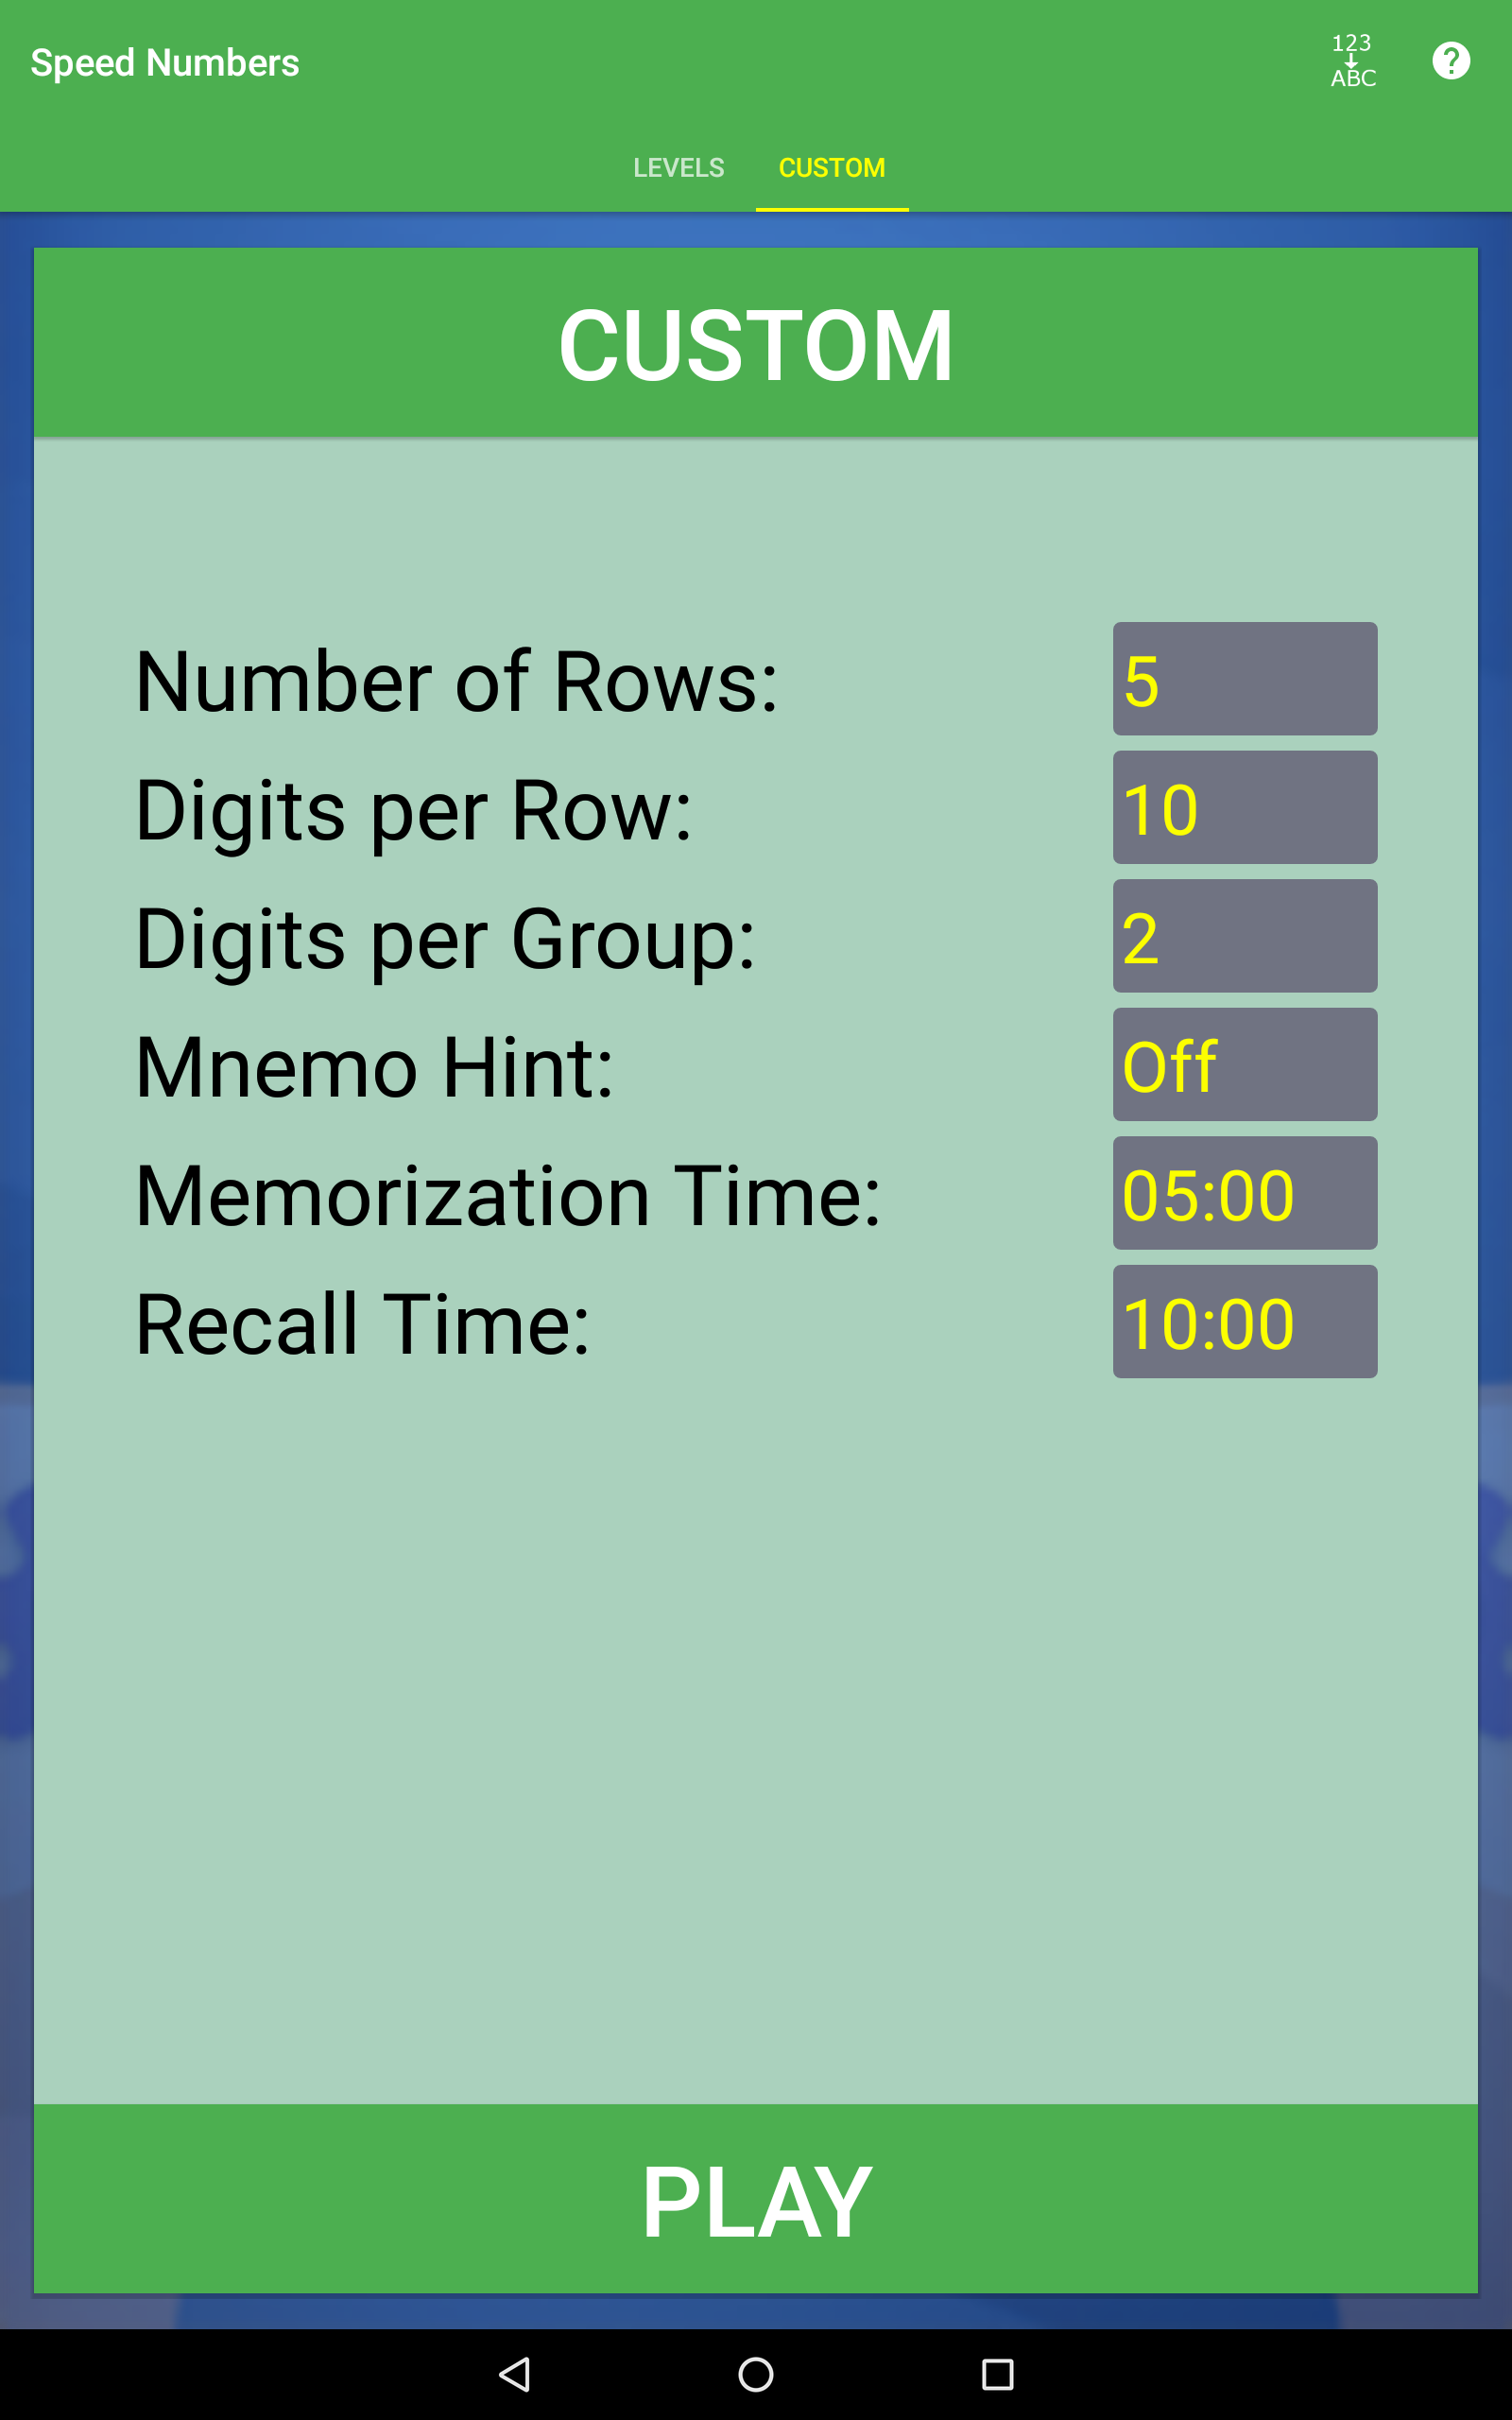 Speed Numbers
123
ABC
?
LEVELS CUSTOM
CUSTOM
Number of Rows: 5
Digits per Row: 10
Digits per Group: 2
Mnemo Hint: Off
Memorization Time: 05:00
Recall Time: 10:00
PLAY